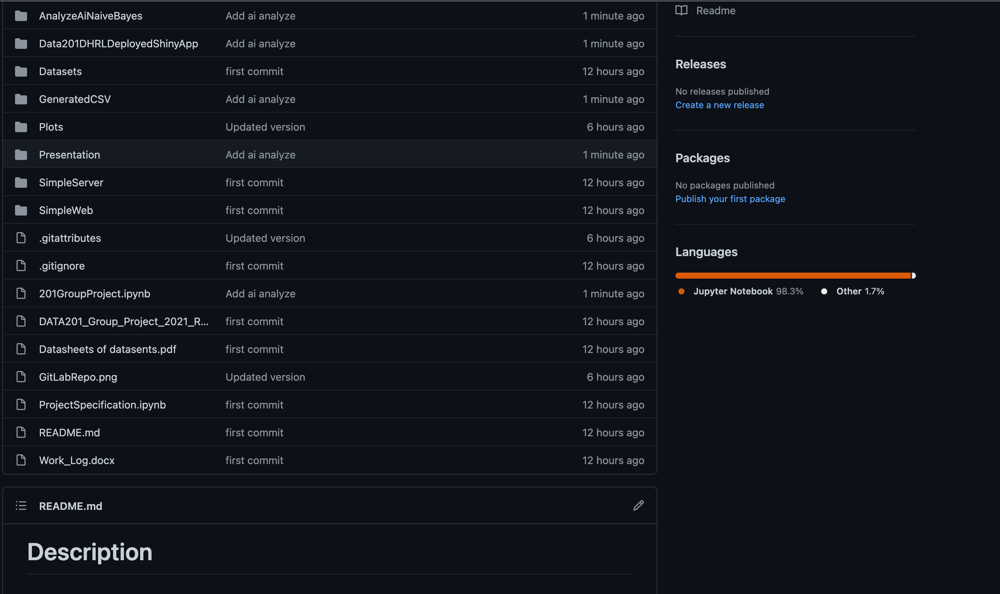 AnalyzeAiNaiveBayes Add ai analyze 1 minute ago
Data201DHRLDeployedShinyApp Add ai analyze 1 minute ago
Datasets first commit 12 hours ago
GeneratedCSV Add ai analyze 1 minute ago
Plots Updated version 6 hours ago
Presentation Add ai analyze 1 minute ago
SimpleServer first commit 12 hours ago
SimpleWeb first commit 12 hours ago
.gitattributes Updated version 6 hours ago
.gitignore first commit 12 hours ago
201GroupProject.ipynb Add ai analyze 1 minute ago
DATA201_Group_Project_2021_R... first commit 12 hours ago
Datasheets of datasents.pdf first commit 12 hours ago
GitLabRepo.png Updated version 6 hours ago
ProjectSpecification.ipynb first commit 12 hours ago
README.md first commit 12 hours ago
Work_Log.docx first commit 12 hours ago
README.md
Description
Readme
Releases
No releases published
Create a new release
Packages
No packages published
Publish your first package
Languages
Jupyter Notebook 98.3% Other 1.7%